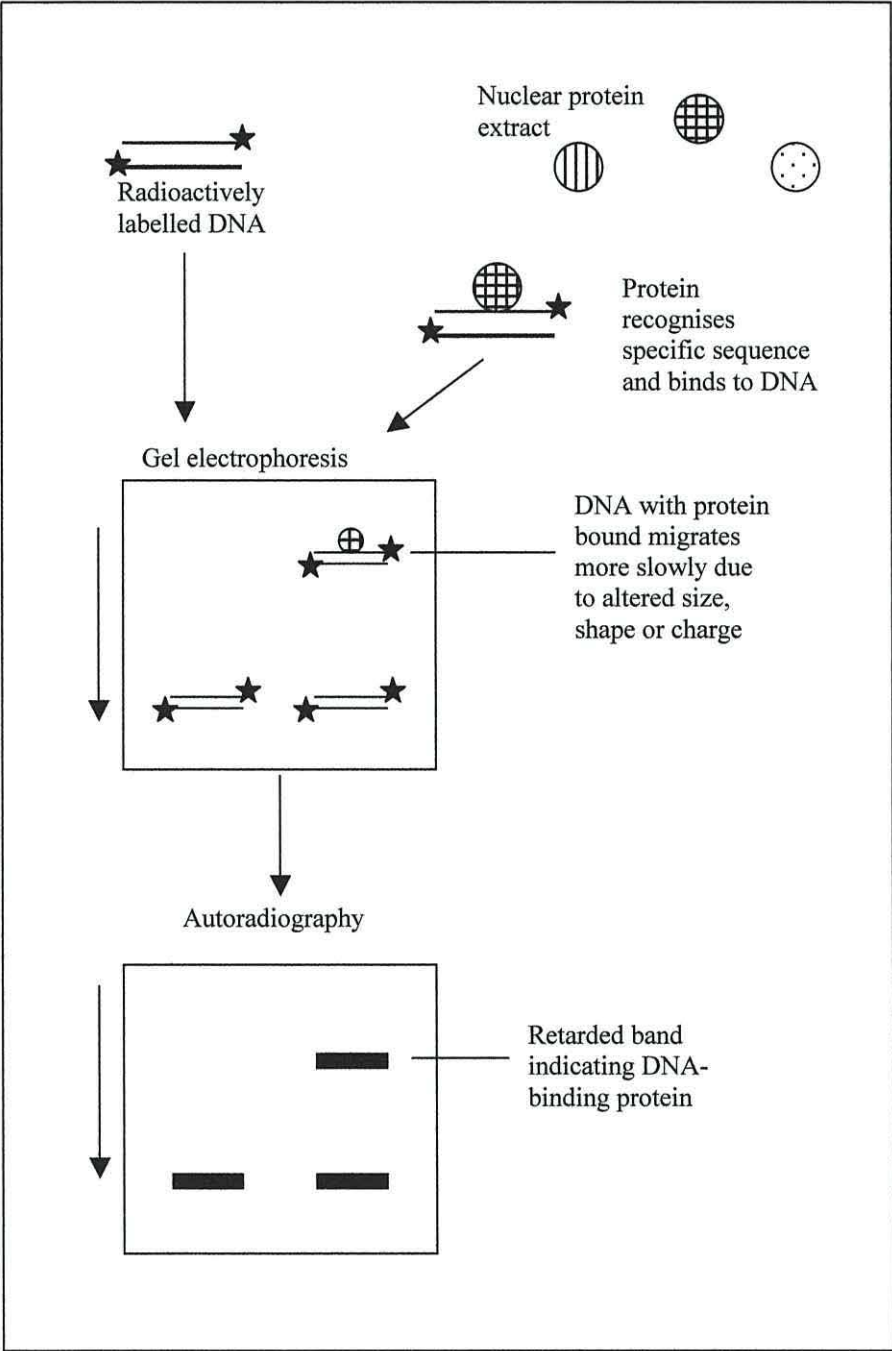 Nuclear protein
extract
Radioactively
labelled DNA
Protein
recognises
specific sequence
and binds to DNA
Gel electrophoresis
DNA with protein
bound migrates
more slowly due
to altered size,
shape or charge
Autoradiography
Retarded band
indicating DNA-
binding protein